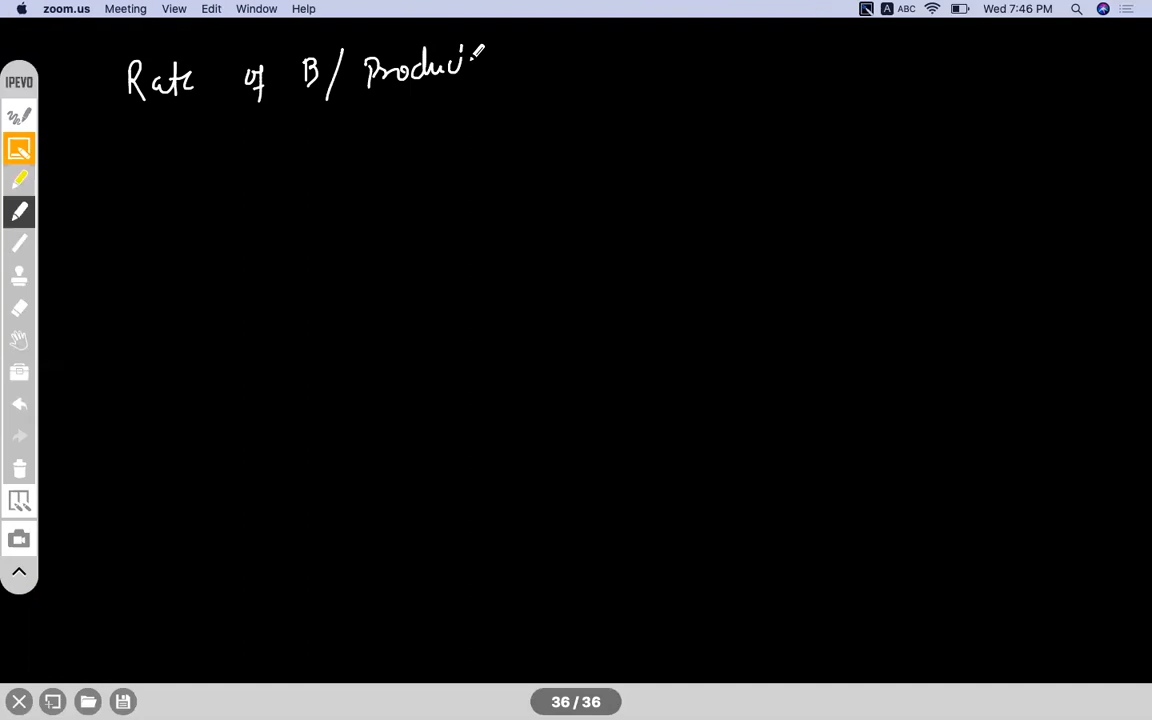 zoom.us Meeting View Edit Window Help A ABC Wed 7:46 PM
Rate of B/
IPEVO
36 / 36